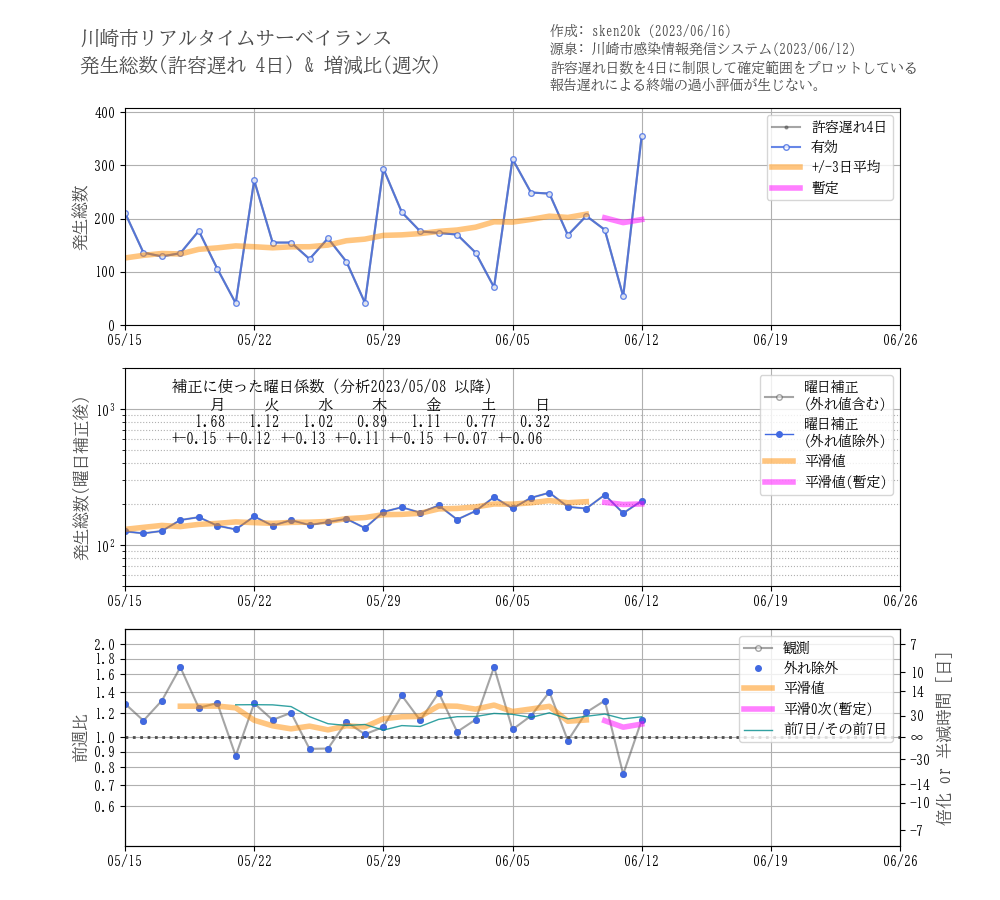 川崎市リアルタイムサーベイランス
発生総数(許容遅れ 4日) & 増減比(週次)
作成: sken20k (2023/06/16)
源泉: 川崎市感染情報発信システム(2023/06/12)
許容遅れ日数を4日に制限して確定範囲をプロットしている
報告遅れによる終端の過小評価が生じない。
発生総数
400
300
200
100
0
許容遅れ4日
有効
+/-3日平均
暫定
05/15 05/22 05/29 06/05 06/12 06/19 06/26
発生総数(曜日補正後)
10³
10²
補正に使った曜日係数 (分析2023/05/08 以降)
月 火 水 木 金 土 日
1.68 1.12 1.02 0.89 1.11 0.77 0.32
+-0.15 +-0.12 +-0.13 +-0.11 +-0.15 +-0.07 +-0.06
曜日補正
(外れ値含む)
曜日補正
(外れ値除外)
平滑値
平滑値(暫定)
05/15 05/22 05/29 06/05 06/12 06/19 06/26
前週比
2.0
1.8
1.6
1.4
1.2
1.0
0.9
0.8
0.7
0.6
観測
外れ除外
平滑値
平滑0次(暫定)
前7日/その前7日
7
10
14
30
∞
-30
-14
-10
-7
倍化 or 半減時間 [日]
05/15 05/22 05/29 06/05 06/12 06/19 06/26